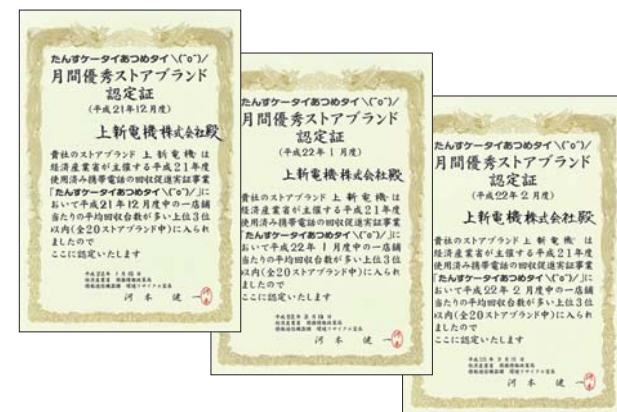 たんすケータイあつめタイ＼(^o^)／
月間優秀ストアブランド
認定証
(平成21年12月度)
上新電機株式会社殿
貴社のストアブランド 上新電機 は
経済産業省が主催する平成21年度
使用済み携帯電話の回収促進実証事業
「たんすケータイあつめタイ＼(^o^)／」に
おいて平成21年12月度中の一店舗
当たりの平均回収台数が多い上位3位
以内(全20ストアブランド中)に入られ
ましたので
ここに認定いたします
河本 健一
たんすケータイあつめタイ＼(^o^)／
月間優秀ストアブランド
認定証
(平成22年1月度)
上新電機株式会社殿
貴社のストアブランド 上新電機 は
経済産業省が主催する平成21年度
使用済み携帯電話の回収促進実証事業
「たんすケータイあつめタイ＼(^o^)／」に
おいて平成22年1月度中の一店舗
当たりの平均回収台数が多い上位3位
以内(全20ストアブランド中)に入られ
ましたので
ここに認定いたします
河本 健一
たんすケータイあつめタイ＼(^o^)／
月間優秀ストアブランド
認定証
(平成22年2月度)
上新電機株式会社殿
貴社のストアブランド 上新電機 は
経済産業省が主催する平成21年度
使用済み携帯電話の回収促進実証事業
「たんすケータイあつめタイ＼(^o^)／」に
おいて平成22年2月度中の一店舗
当たりの平均回収台数が多い上位3位
以内(全20ストアブランド中)に入られ
ましたので
ここに認定いたします
河本 健一